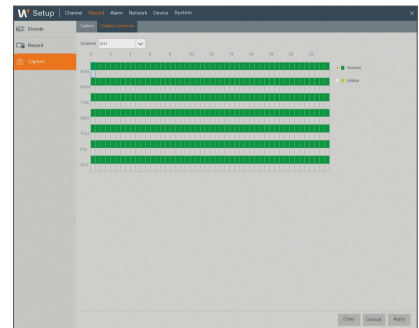 W Setup Channel Record Alarm Network Device System
Encode
Record
Capture
Capture Capture Schedule
Channel CH1
0 2 4 6 8 10 12 14 16 18 20 22
SUN
MON
TUE
WED
THU
FRI
SAT
Normal
Motion
Copy Default Apply